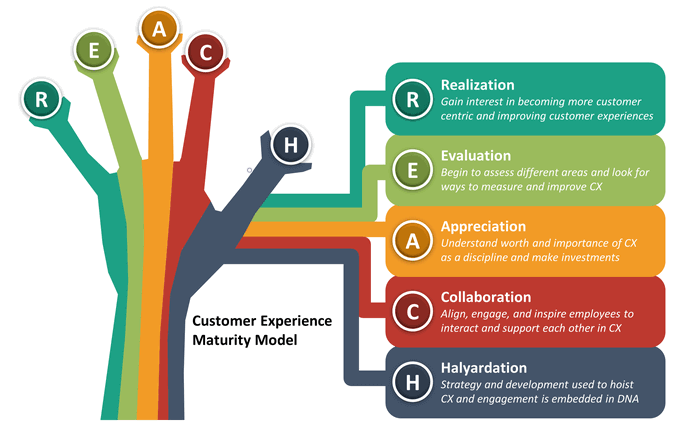 R
E
A
C
H
Customer Experience
Maturity Model
R
Realization
Gain interest in becoming more customer
centric and improving customer experiences
E
Evaluation
Begin to assess different areas and look for
ways to measure and improve CX
A
Appreciation
Understand worth and importance of CX
as a discipline and make investments
C
Collaboration
Align, engage, and inspire employees to
interact and support each other in CX
H
Halyardation
Strategy and development used to hoist
CX and engagement is embedded in DNA